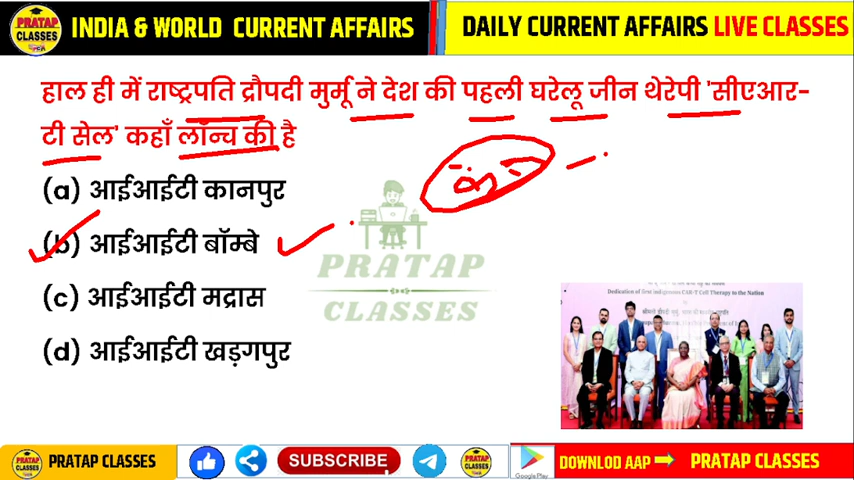 PRATAP CLASSES
INDIA & WORLD CURRENT AFFAIRS
DAILY CURRENT AFFAIRS LIVE CLASSES
हाल ही में राष्ट्रपति द्रौपदी मुर्मू ने देश की पहली घरेलू जीन थेरेपी 'सीएआर-
टी सेल' कहाँ लॉन्च की है
(a) आईआईटी कानपुर
(b) आईआईटी बॉम्बे
(c) आईआईटी मद्रास
(d) आईआईटी खड़गपुर
PRATAP
CLASSES
Dedication of first indigenous CAR-T Cell Therapy to the Nation
PRATAP CLASSES
SUBSCRIBE
Google Play
DOWNLOD AAP
PRATAP CLASSES